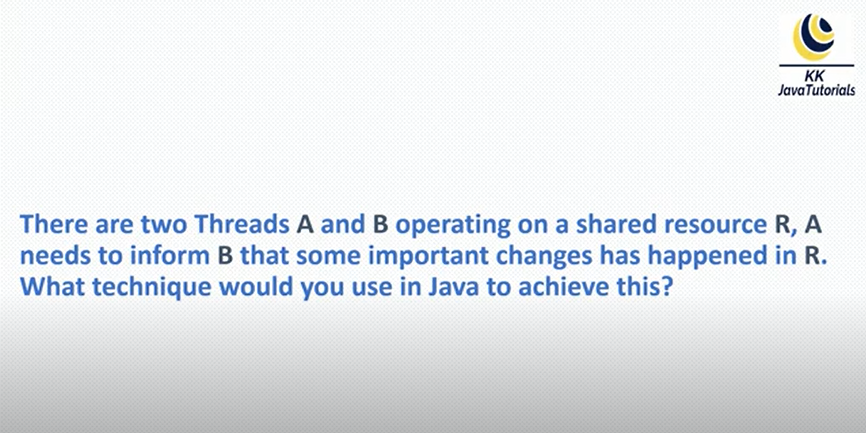 KK
JavaTutorials
There are two Threads A and B operating on a shared resource R, A
needs to inform B that some important changes has happened in R.
What technique would you use in Java to achieve this?